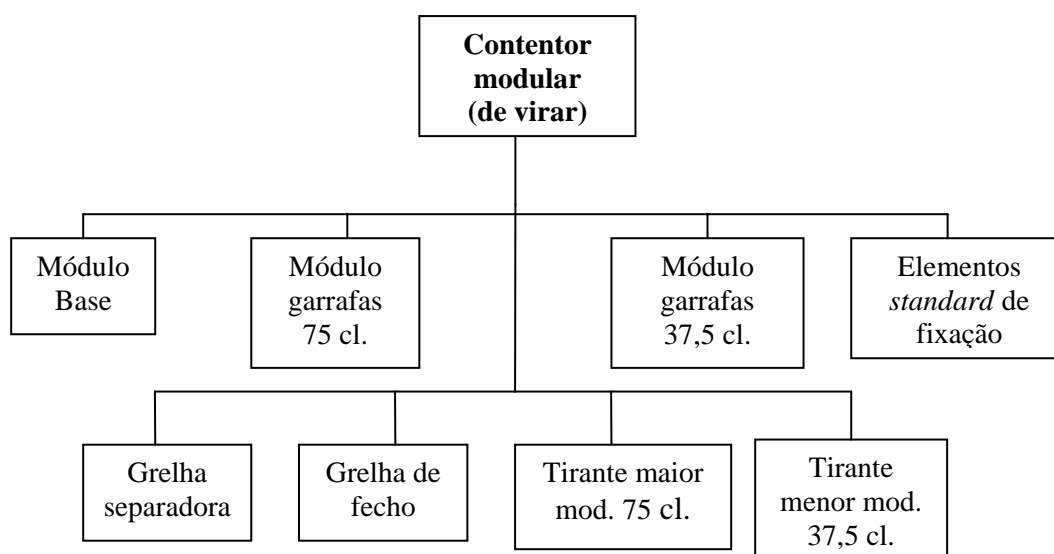 Contentor
modular
(de virar)
Módulo
Base
Módulo
garrafas
75 cl.
Módulo
garrafas
37,5 cl.
Elementos
standard de
fixação
Grelha
separadora
Grelha de
fecho
Tirante maior
mod. 75 cl.
Tirante
menor mod.
37,5 cl.